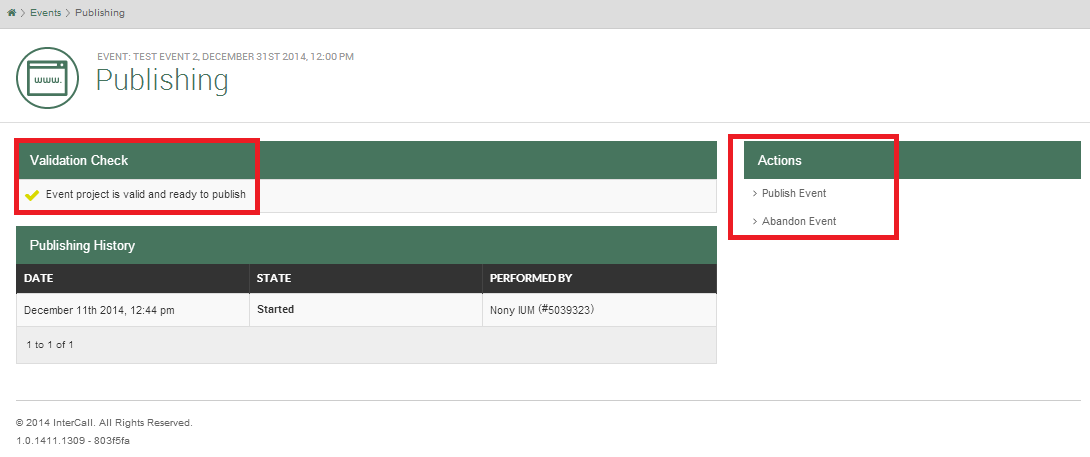 Events > Publishing
www.
EVENT: TEST EVENT 2, DECEMBER 31ST 2014, 12:00 PM
Publishing
Validation Check
Event project is valid and ready to publish
Actions
> Publish Event
> Abandon Event
Publishing History
DATE STATE PERFORMED BY
December 11th 2014, 12:44 pm Started Nony IUM (#5039323)
1 to 1 of 1
© 2014 InterCall. All Rights Reserved.
1.0.1411.1309 - 803f5fa